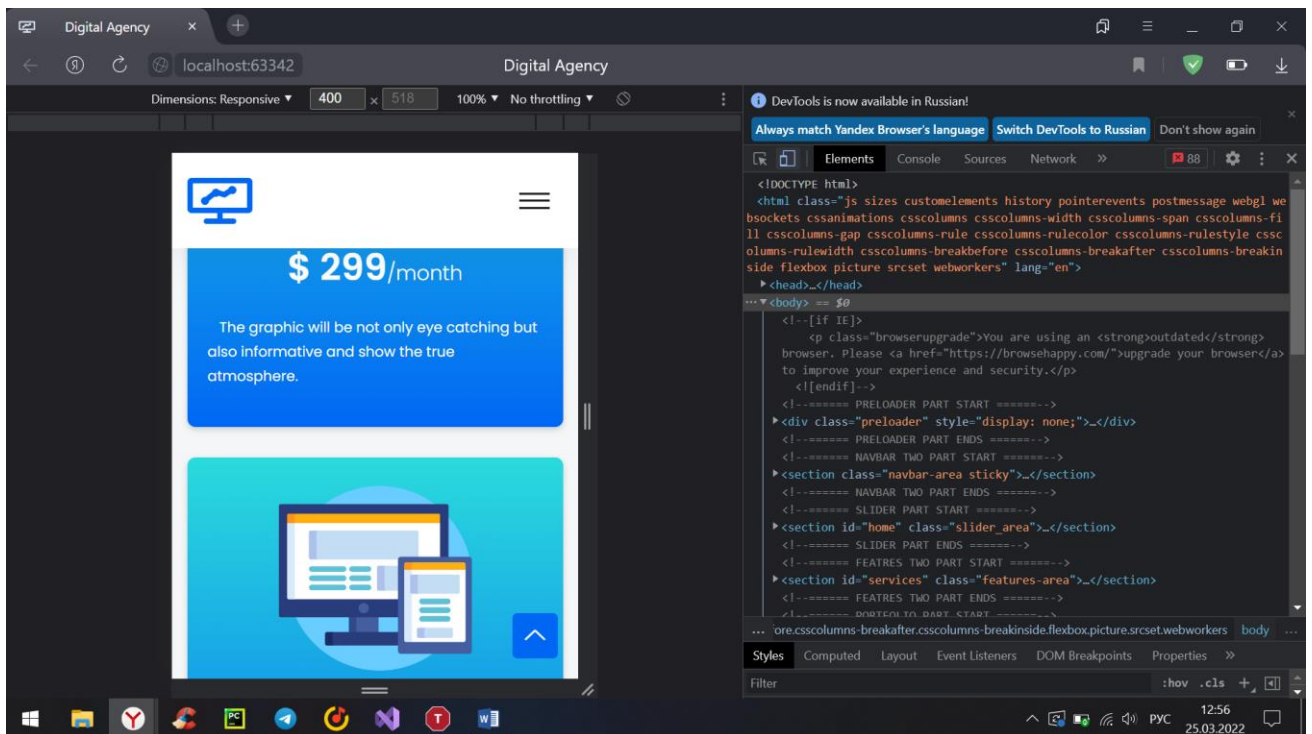 Digital Agency
localhost:63342
Digital Agency
Dimensions: Responsive ▼ 400 x 518 100% ▼ No throttling ▼
$ 299/month
The graphic will be not only eye catching but
also informative and show the true
atmosphere.
DevTools is now available in Russian!
Always match Yandex Browser's language Switch DevTools to Russian Don't show again
Elements Console Sources Network » 88
<!DOCTYPE html>
<html class="js sizes customelements history pointerevents postmessage webgl we
bsockets cssanimations csscolumns csscolumns-width csscolumns-span csscolumns-fi
ll csscolumns-gap csscolumns-rule csscolumns-rulecolor csscolumns-rulestyle cssc
olumns-rulewidth csscolumns-breakbefore csscolumns-breakafter csscolumns-breakin
side flexbox picture srcset webworkers" lang="en">
▶<head>…</head>
…▼<body> == $0
<!--[if IE]>
<p class="browserupgrade">You are using an <strong>outdated</strong>
browser. Please <a href="https://browsehappy.com/">upgrade your browser</a>
to improve your experience and security.</p>
<![endif]-->
<!--====== PRELOADER PART START ======-->
▶<div class="preloader" style="display: none;">…</div>
<!--====== PRELOADER PART ENDS ======-->
<!--====== NAVBAR TWO PART START ======-->
▶<section class="navbar-area sticky">…</section>
<!--====== NAVBAR TWO PART ENDS ======-->
<!--====== SLIDER PART START ======-->
▶<section id="home" class="slider_area">…</section>
<!--====== SLIDER PART ENDS ======-->
<!--====== FEATRES TWO PART START ======-->
▶<section id="services" class="features-area">…</section>
<!--====== FEATRES TWO PART ENDS ======-->
<!--====== PORTFOLIO PART START ======-->
… fore.csscolumns-breakafter.csscolumns-breakinside.flexbox.picture.srcset.webworkers body …
Styles Computed Layout Event Listeners DOM Breakpoints Properties »
Filter :hov .cls +
PC
T
W
РУС
12:56
25.03.2022